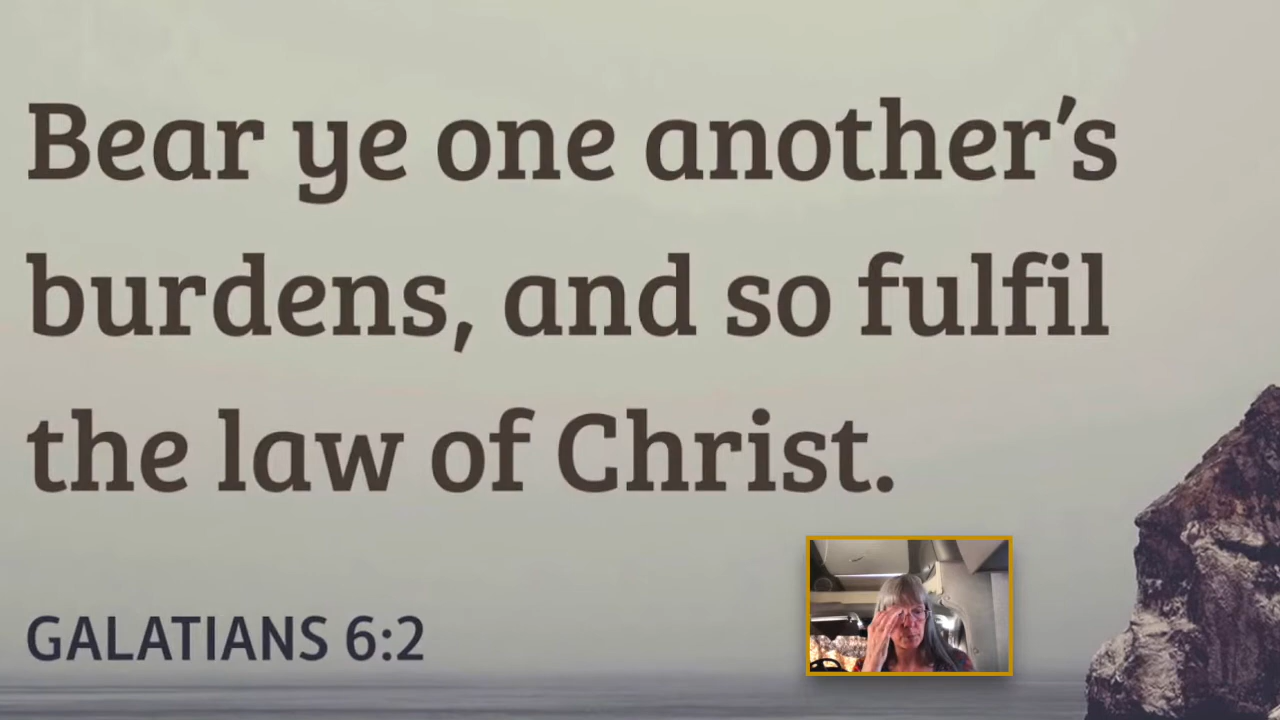 Bear ye one another’s
burdens, and so fulfil
the law of Christ.
GALATIANS 6:2